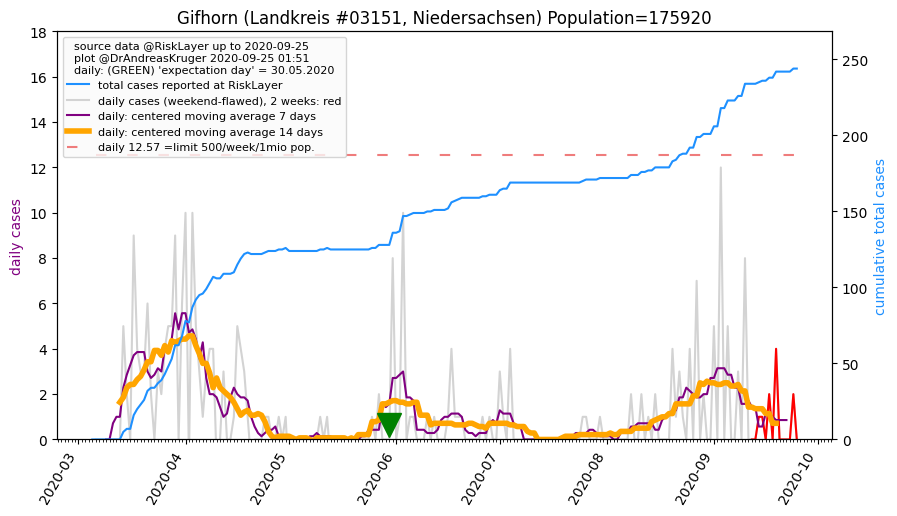 Gifhorn (Landkreis #03151, Niedersachsen) Population=175920
source data @RiskLayer up to 2020-09-25
plot @DrAndreasKruger 2020-09-25 01:51
daily: (GREEN) 'expectation day' = 30.05.2020
total cases reported at RiskLayer
daily cases (weekend-flawed), 2 weeks: red
daily: centered moving average 7 days
daily: centered moving average 14 days
daily 12.57 =limit 500/week/1mio pop.
daily cases
18
16
14
12
10
8
6
4
2
0
cumulative total cases
250
200
150
100
50
0
2020-03
2020-04
2020-05
2020-06
2020-07
2020-08
2020-09
2020-10